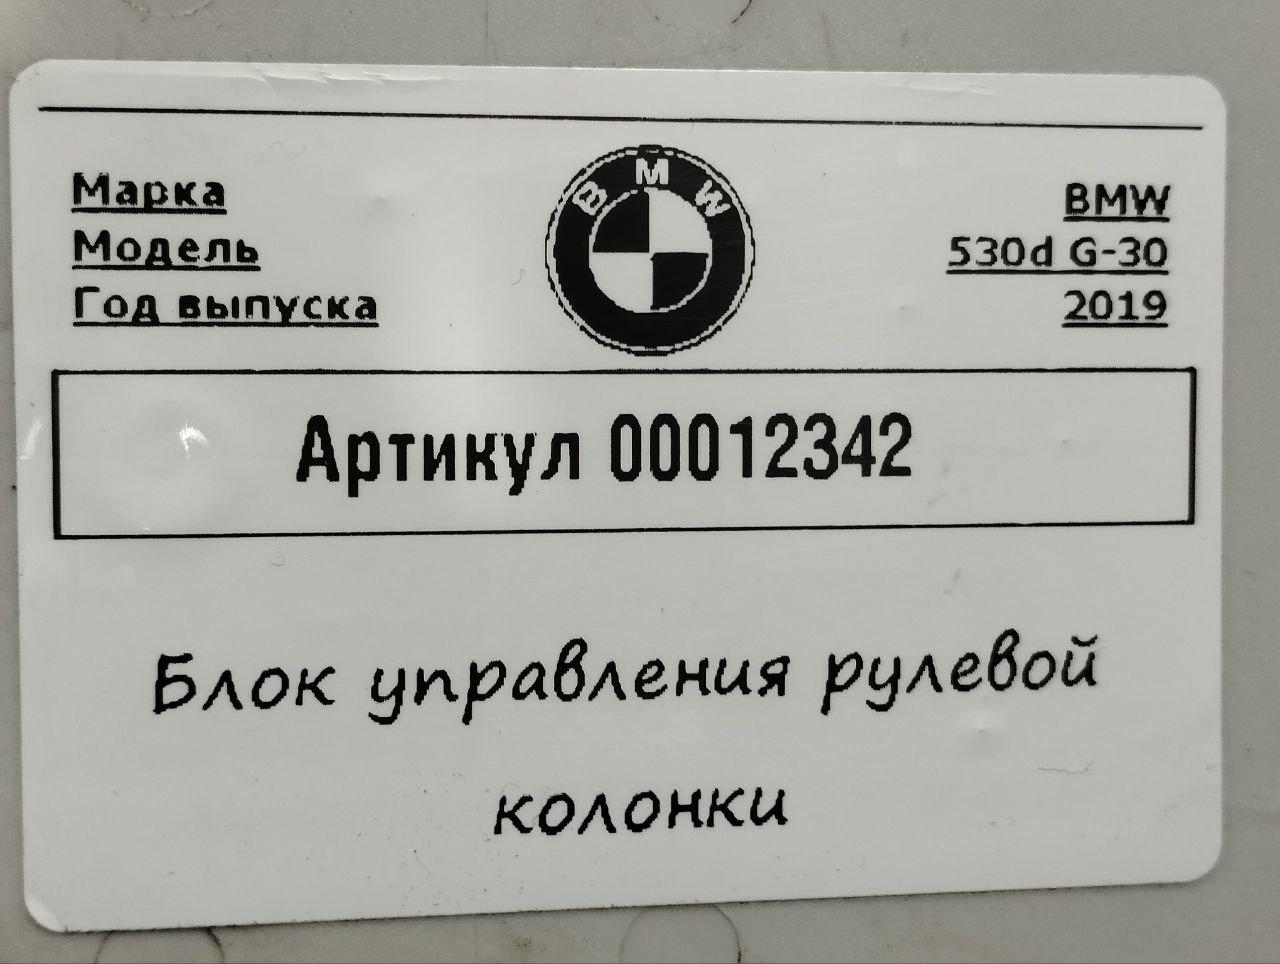 Марка BMW BMW
Модель 530d G-30
Год выпуска 2019
Артикул 00012342
Блок управления рулевой
колонки